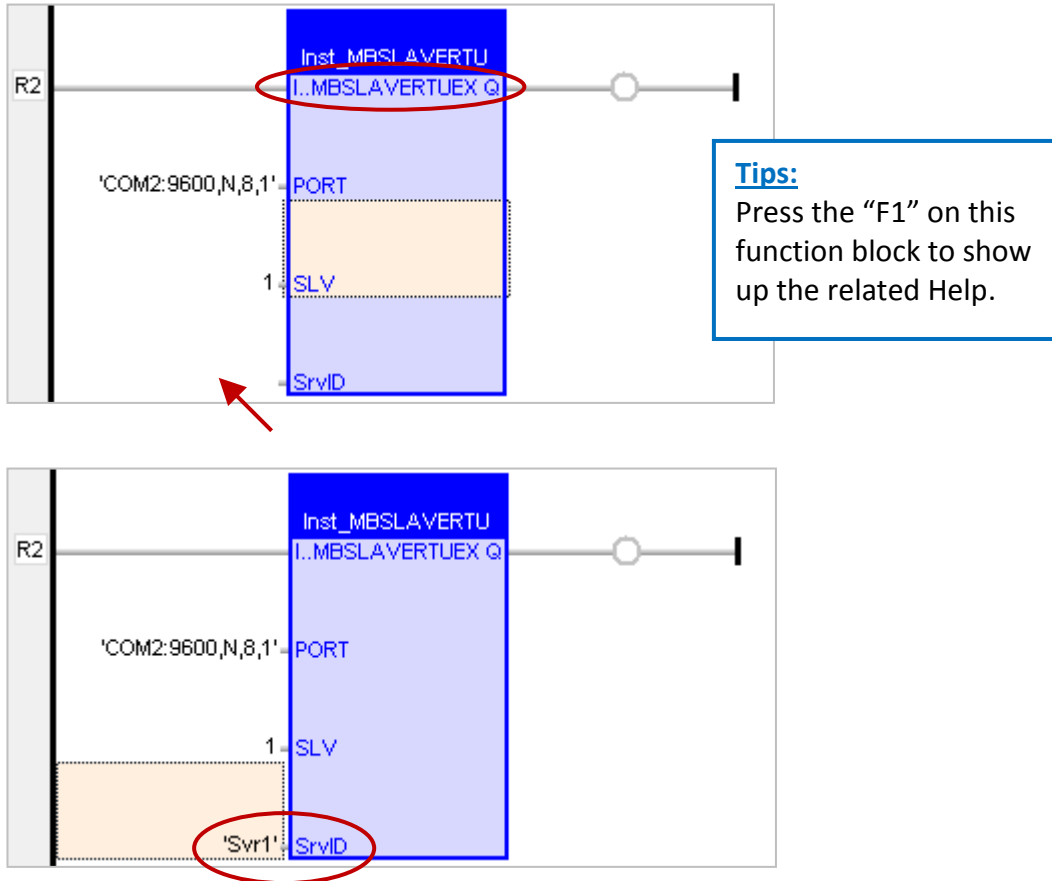 Inst_MBSLAVERTU
R2
I..MBSLAVERTUEX Q
'COM2:9600,N,8,1'
PORT
1
SLV
SrvID
Tips:
Press the “F1” on this
function block to show
up the related Help.
Inst_MBSLAVERTU
R2
I..MBSLAVERTUEX Q
'COM2:9600,N,8,1'
PORT
1
SLV
'Svr1'
SrvID